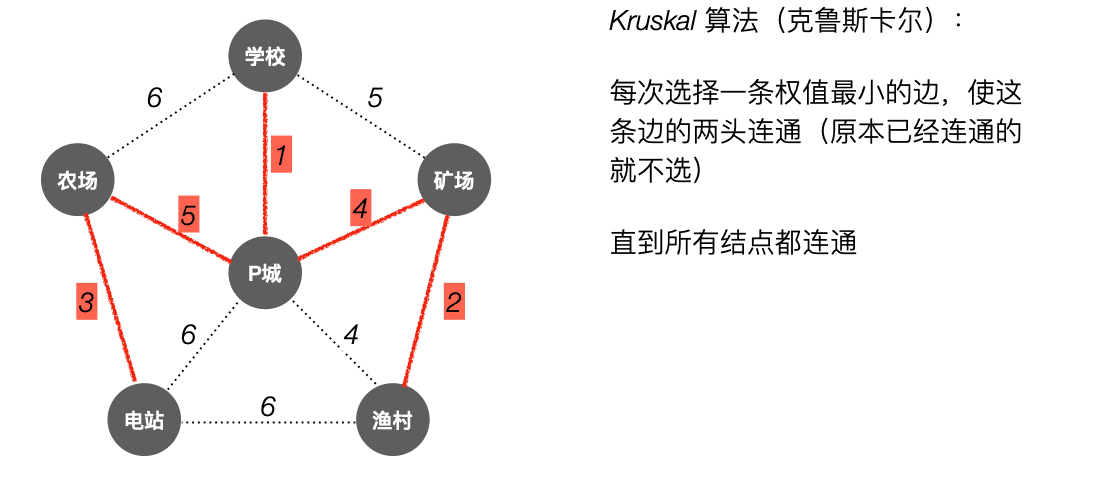 学校
6
5
1
农场
矿场
5
4
P城
3
2
6
4
电站
6
渔村
Kruskal 算法（克鲁斯卡尔）：
每次选择一条权值最小的边，使这
条边的两头连通（原本已经连通的
就不选）
直到所有结点都连通